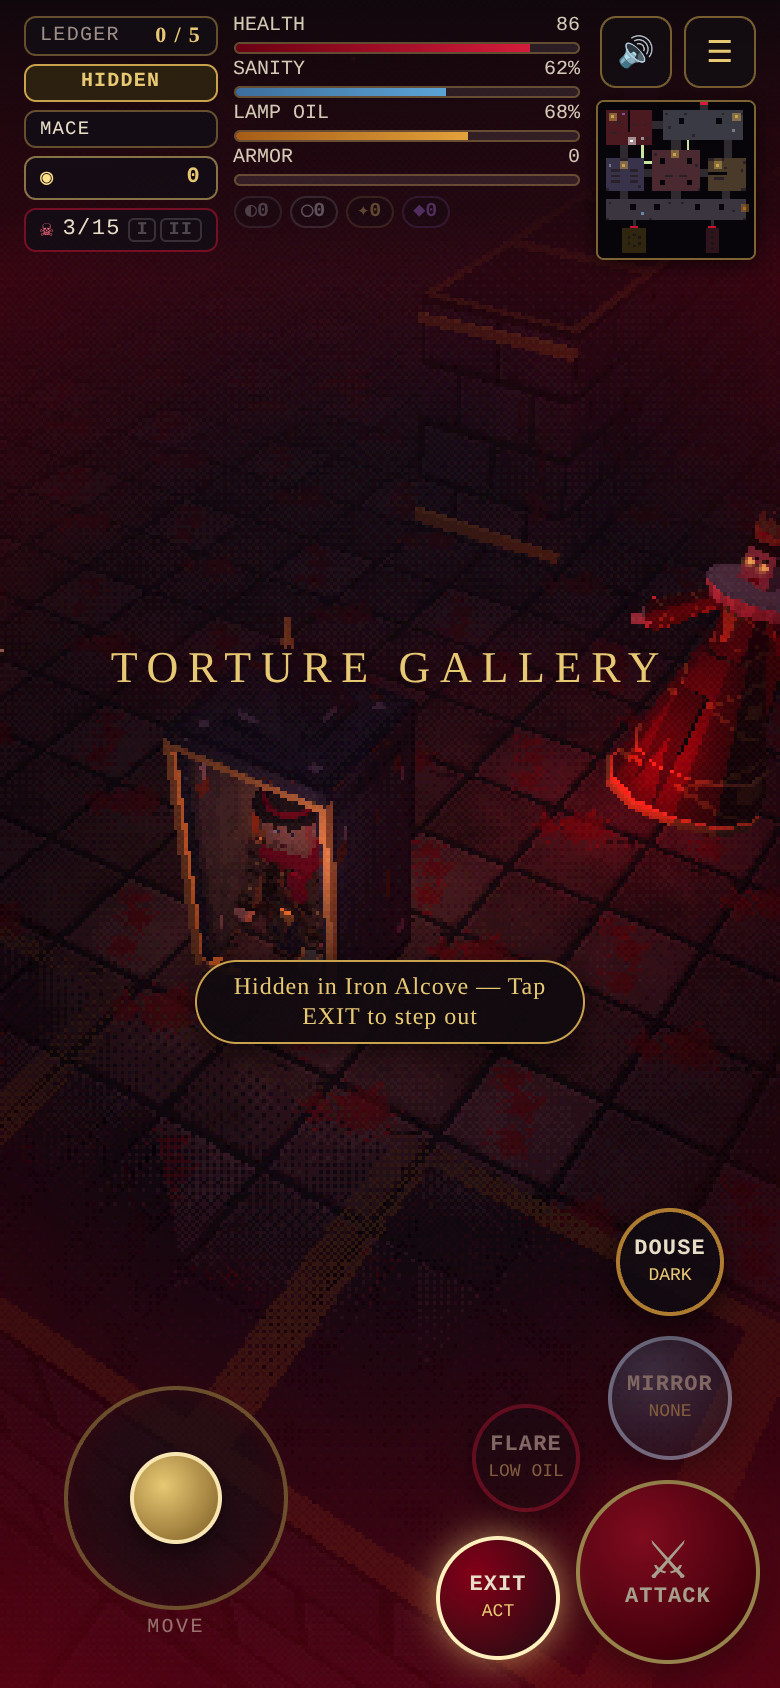 LEDGER 0 / 5
HIDDEN
MACE
0
3/15 I II
HEALTH 86
SANITY 62%
LAMP OIL 68%
ARMOR 0
0 0 0 0
TORTURE GALLERY
Hidden in Iron Alcove — Tap
EXIT to step out
DOUSE
DARK
MIRROR
NONE
FLARE
LOW OIL
EXIT
ACT
ATTACK
MOVE